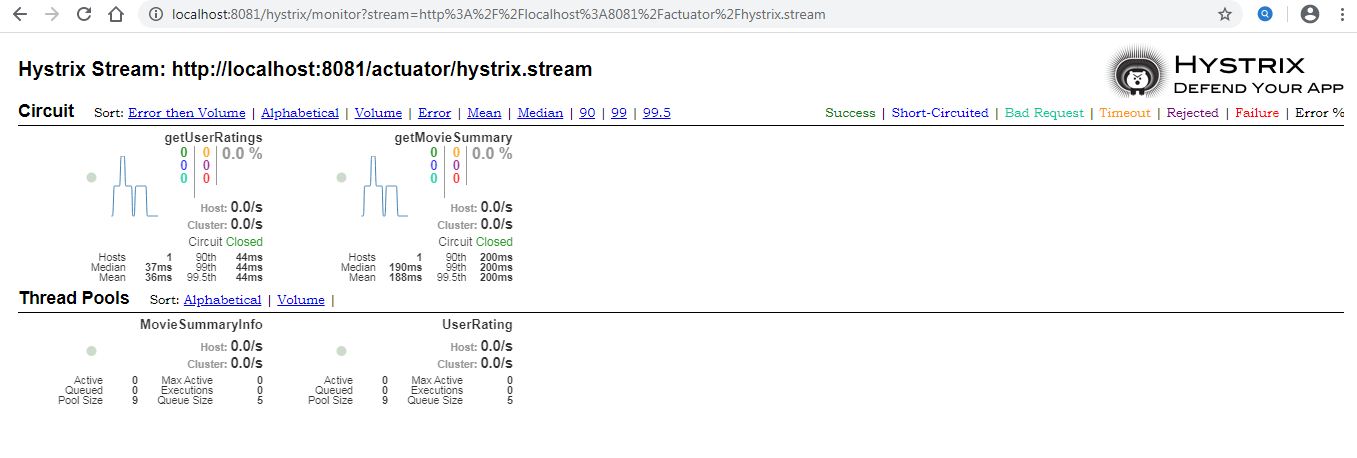 localhost:8081/hystrix/monitor?stream=http%3A%2F%2Flocalhost%3A8081%2Factuator%2Fhystrix.stream
Hystrix Stream: http://localhost:8081/actuator/hystrix.stream
HYSTRIX
DEFEND YOUR APP
Circuit Sort: Error then Volume | Alphabetical | Volume | Error | Mean | Median | 90 | 99 | 99.5
Success | Short-Circuited | Bad Request | Timeout | Rejected | Failure | Error %
getUserRatings
0 0 0.0 %
0 0
0 0
Host: 0.0/s
Cluster: 0.0/s
Circuit Closed
Hosts 1 90th 44ms
Median 37ms 99th 44ms
Mean 36ms 99.5th 44ms
getMovieSummary
0 0 0.0 %
0 0
0 0
Host: 0.0/s
Cluster: 0.0/s
Circuit Closed
Hosts 1 90th 200ms
Median 190ms 99th 200ms
Mean 188ms 99.5th 200ms
Thread Pools Sort: Alphabetical | Volume |
MovieSummaryInfo
Host: 0.0/s
Cluster: 0.0/s
Active 0 Max Active 0
Queued 0 Executions 0
Pool Size 9 Queue Size 5
UserRating
Host: 0.0/s
Cluster: 0.0/s
Active 0 Max Active 0
Queued 0 Executions 0
Pool Size 9 Queue Size 5